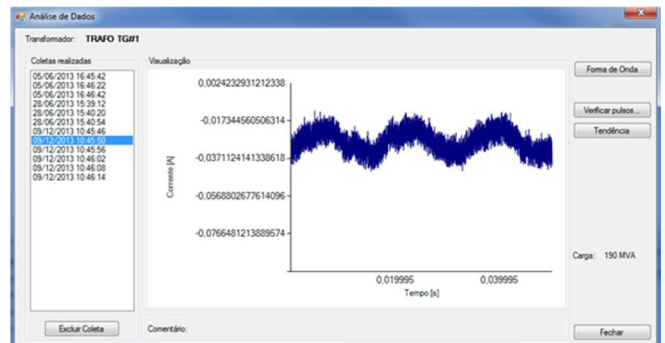 Análise de Dados
Transformador: TRAFO TG#1
Coletas realizadas
05/06/2013 16:45:42
05/06/2013 16:46:22
05/06/2013 16:46:42
28/06/2013 15:39:12
28/06/2013 15:40:20
28/06/2013 15:40:54
09/12/2013 10:45:46
09/12/2013 10:45:50
09/12/2013 10:45:56
09/12/2013 10:46:02
09/12/2013 10:46:08
09/12/2013 10:46:14
Excluir Coleta
Visualização
0.0024232931212338
-0.017344560506314
-0.0371124141338618
-0.0568802677614096
-0.0766481213889574
Corrente [A]
0,019995
0,039995
Tempo [s]
Comentário:
Forma de Onda
Verificar pulsos...
Tendência
Carga: 190 MVA
Fechar